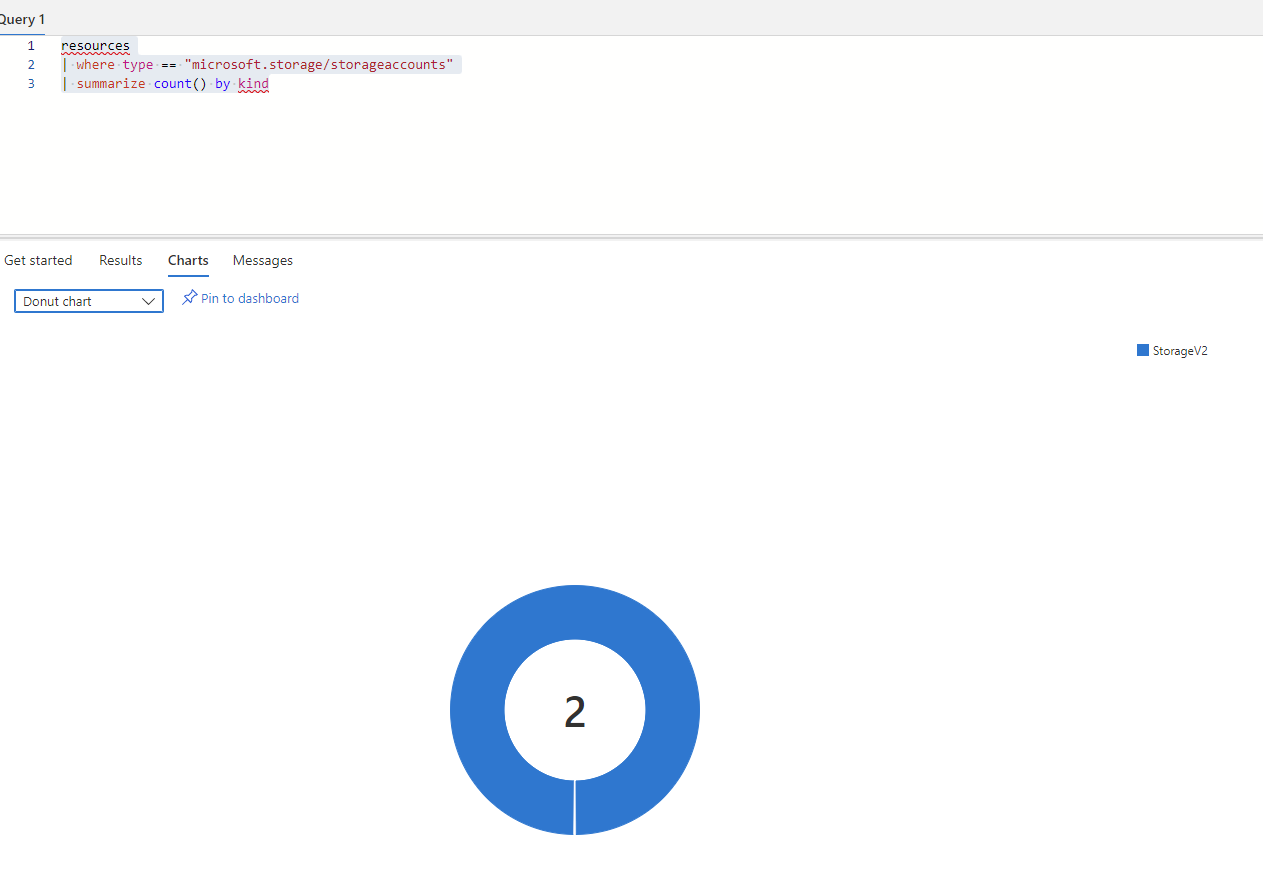 Query 1
1 resources
2 | where type == "microsoft.storage/storageaccounts"
3 | summarize count() by kind
Get started Results Charts Messages
Donut chart Pin to dashboard
StorageV2
2